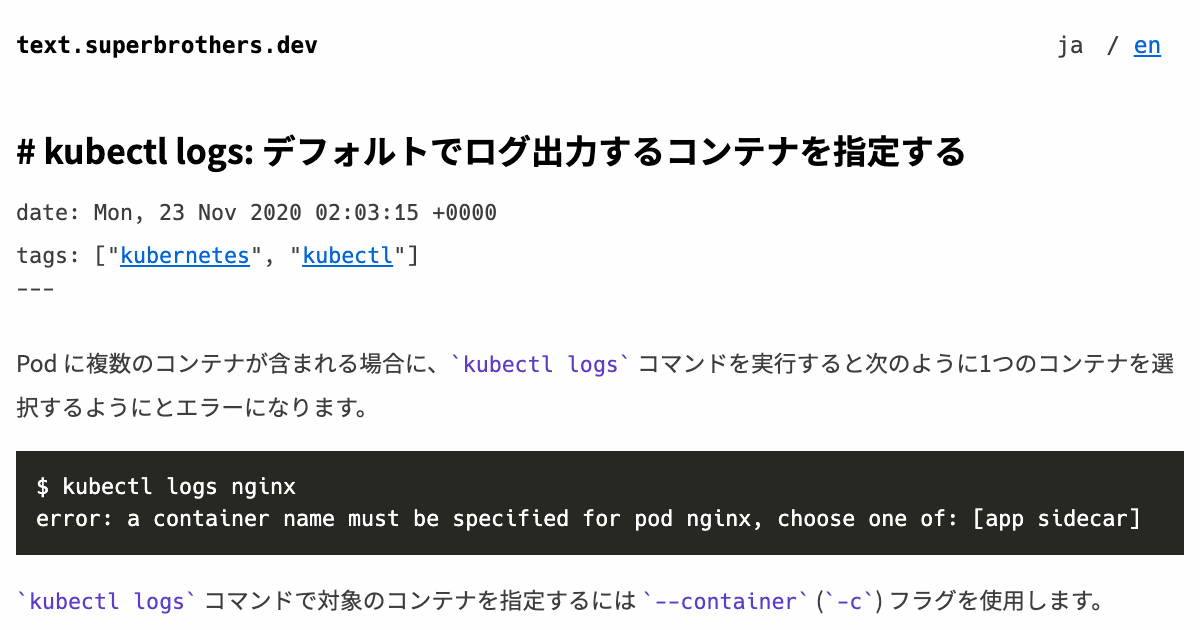 text.superbrothers.dev
ja / en
# kubectl logs: デフォルトでログ出力するコンテナを指定する
date: Mon, 23 Nov 2020 02:03:15 +0000
tags: ["kubernetes", "kubectl"]
---
Pod に複数のコンテナが含まれる場合に、`kubectl logs` コマンドを実行すると次のように1つのコンテナを選
択するようにとエラーになります。
$ kubectl logs nginx
error: a container name must be specified for pod nginx, choose one of: [app sidecar]
`kubectl logs` コマンドで対象のコンテナを指定するには `--container` (`-c`) フラグを使用します。